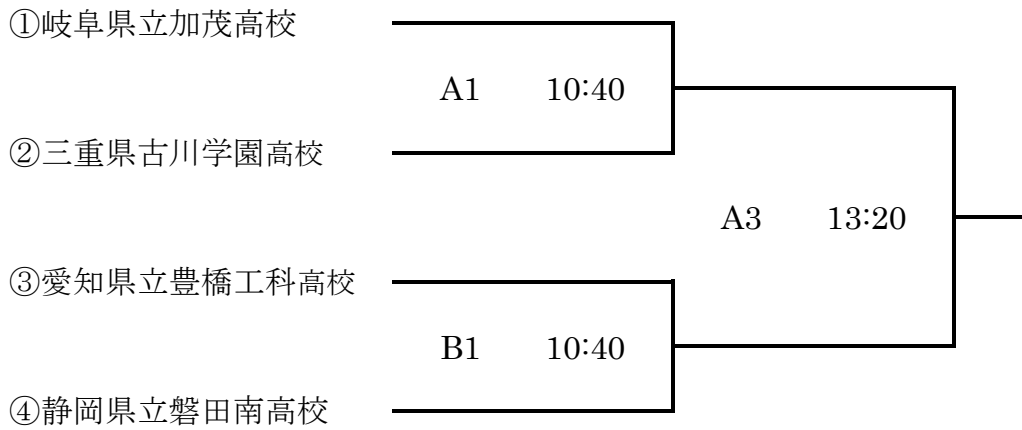 ①岐阜県立加茂高校
A1 10:40
②三重県古川学園高校
A3 13:20
③愛知県立豊橋工科高校
B1 10:40
④静岡県立磐田南高校